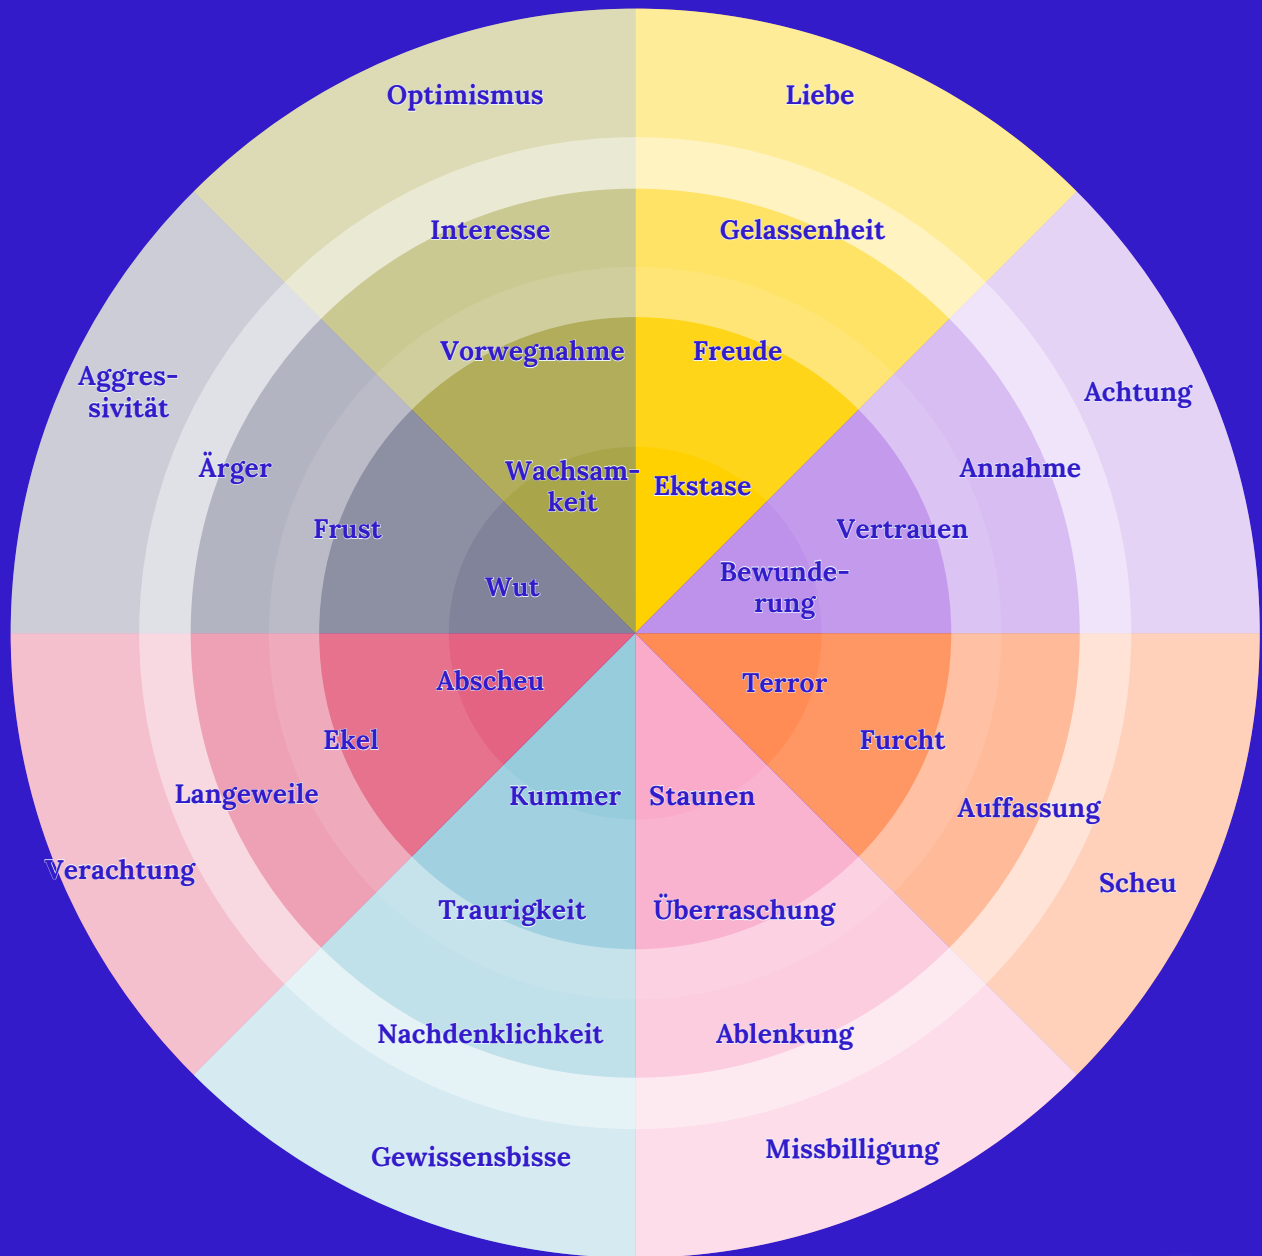 Optimismus
Liebe
Interesse
Gelassenheit
Vorwegnahme
Freude
Aggres-
sivität
Achtung
Ärger
Annahme
Wachsam-
keit
Ekstase
Frust
Vertrauen
Wut
Bewunde-
rung
Abscheu
Terror
Ekel
Furcht
Langeweile
Kummer
Staunen
Auffassung
Verachtung
Scheu
Traurigkeit
Überraschung
Nachdenklichkeit
Ablenkung
Gewissensbisse
Missbilligung